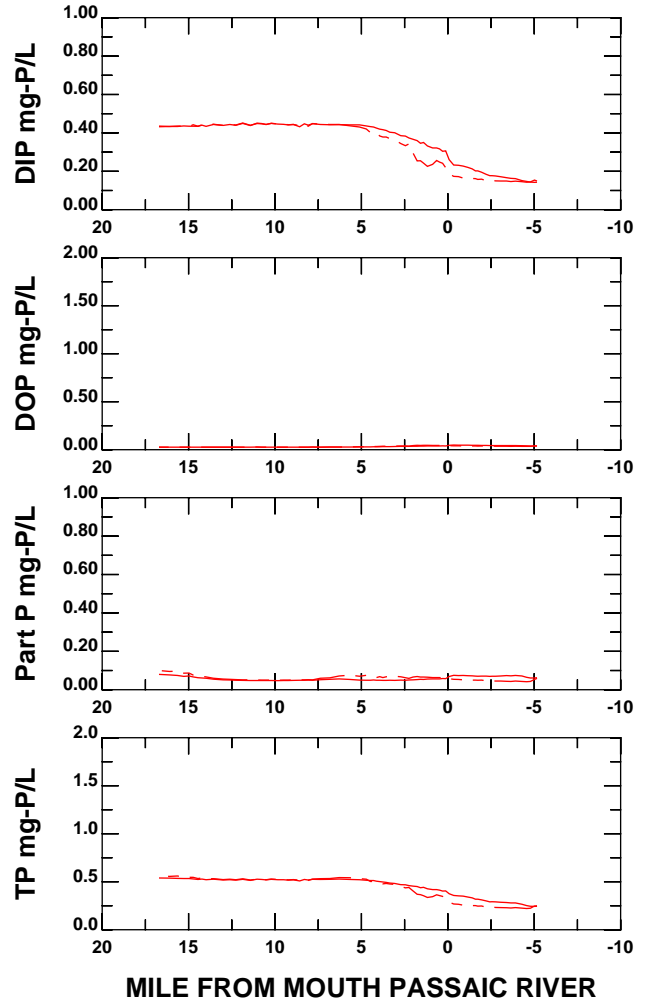 DIP mg-P/L
1.00
0.80
0.60
0.40
0.20
0.00
20 15 10 5 0 -5 -10
DOP mg-P/L
2.00
1.50
1.00
0.50
0.00
20 15 10 5 0 -5 -10
Part P mg-P/L
1.00
0.80
0.60
0.40
0.20
0.00
20 15 10 5 0 -5 -10
TP mg-P/L
2.0
1.5
1.0
0.5
0.0
20 15 10 5 0 -5 -10
MILE FROM MOUTH PASSAIC RIVER